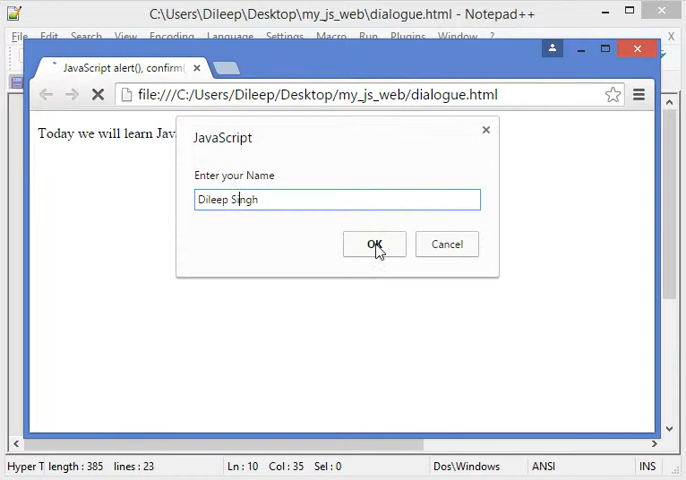 C:\Users\Dileep\Desktop\my_js_web\dialogue.html - Notepad++
File Edit Search View Encoding Language Settings Macro Run Plugins Window ? X
JavaScript alert(), confirm(
file:///C:/Users/Dileep/Desktop/my_js_web/dialogue.html
Today we will learn Jav
JavaScript
Enter your Name
Dileep Singh
OK Cancel
Hyper T length : 385 lines : 23 Ln : 10 Col : 35 Sel : 0 Dos\Windows ANSI INS